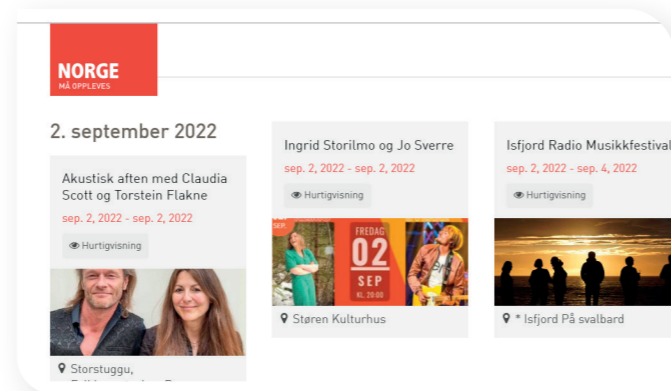 NORGE
MÅ OPPLEVES
2. september 2022
Akustisk aften med Claudia
Scott og Torstein Flakne
sep. 2, 2022 - sep. 2, 2022
Hurtigvisning
Storstuggu,
Ingrid Storilmo og Jo Sverre
sep. 2, 2022 - sep. 2, 2022
Hurtigvisning
SEP.
FREDAG
02
SEP
KL. 20:00
Støren Kulturhus
Isfjord Radio Musikkfestival
sep. 2, 2022 - sep. 4, 2022
Hurtigvisning
* Isfjord På svalbard